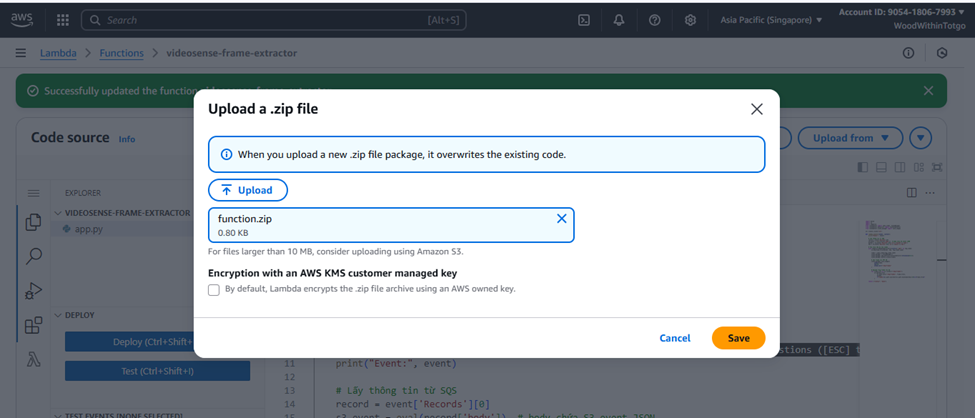 aws
Search
[Alt+S]
Asia Pacific (Singapore) ▼
Account ID: 9054-1806-7993 ▼
WoodWithinTotgo
Lambda > Functions > videosense-frame-extractor
Successfully updated the function
Upload a .zip file
When you upload a new .zip file package, it overwrites the existing code.
Upload
function.zip
0.80 KB
For files larger than 10 MB, consider uploading using Amazon S3.
Encryption with an AWS KMS customer managed key
By default, Lambda encrypts the .zip file archive using an AWS owned key.
Cancel
Save
Code source Info
Upload from ▼
EXPLORER
VIDEOSENSE-FRAME-EXTRACTOR
app.py
DEPLOY
Deploy (Ctrl+Shift+
Test (Ctrl+Shift+I)
TEST EVENTS (NONE SELECTED)
stions ([ESC] t
11 print("Event:", event)
12
13 # Lấy thông tin từ SQS
14 record = event['Records'][0]
15